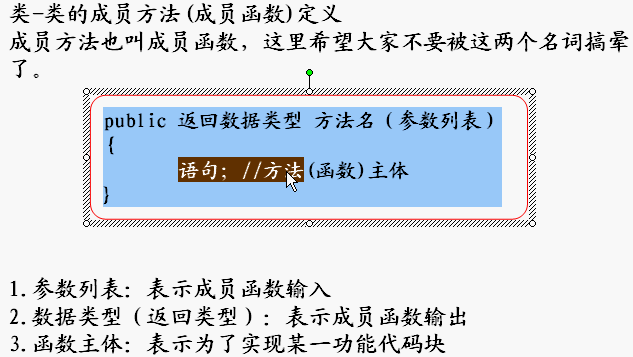 类-类的成员方法(成员函数)定义
成员方法也叫成员函数，这里希望大家不要被这两个名词搞晕
了。
public 返回数据类型 方法名（参数列表）
{
语句；//方法(函数)主体
}
1.参数列表：表示成员函数输入
2.数据类型（返回类型）：表示成员函数输出
3.函数主体：表示为了实现某一功能代码块